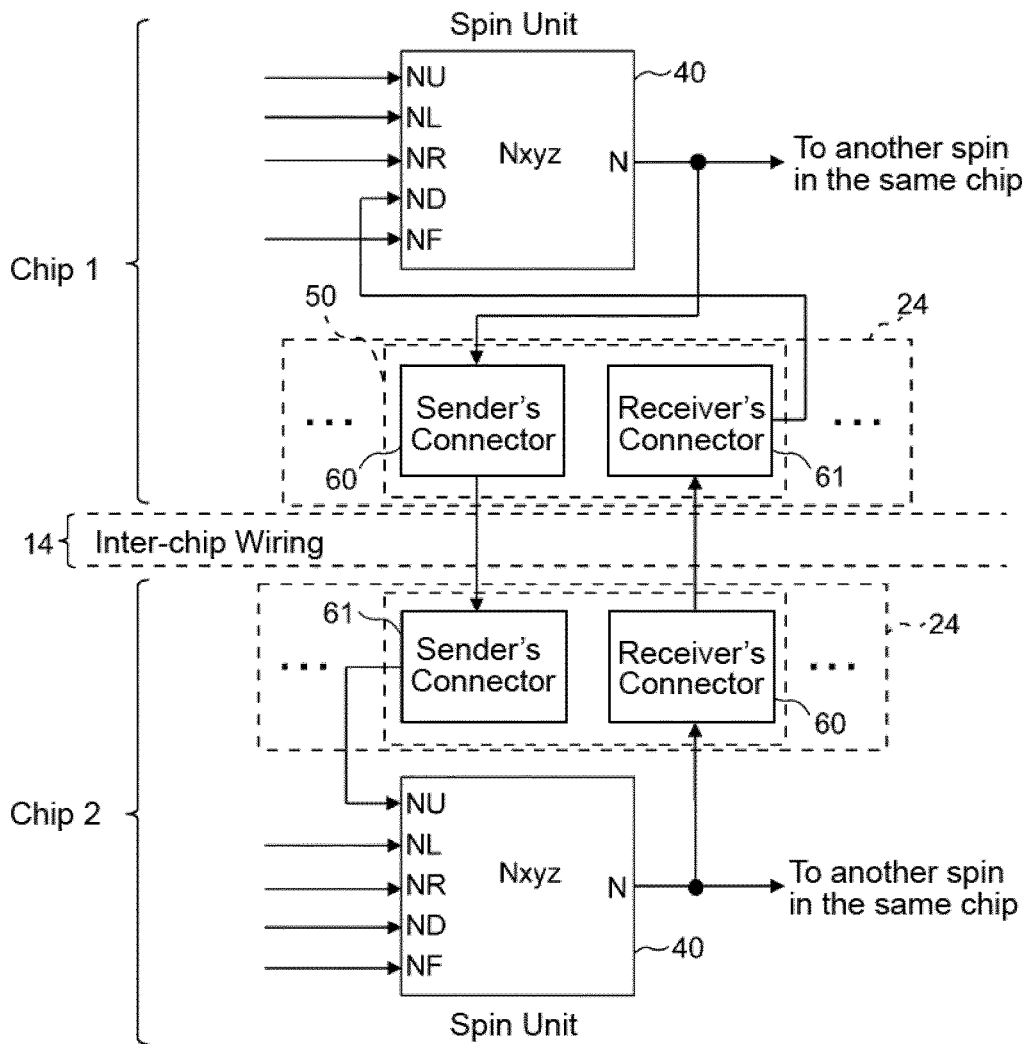 Spin Unit
40
NU
NL
NR
ND
NF
Nxyz
N
To another spin
in the same chip
Chip 1
50
24
...
Sender's
Connector
60
Receiver's
Connector
61
...
14
Inter-chip Wiring
61
24
...
Sender's
Connector
Receiver's
Connector
60
...
Chip 2
NU
NL
NR
ND
NF
Nxyz
N
To another spin
in the same chip
40
Spin Unit